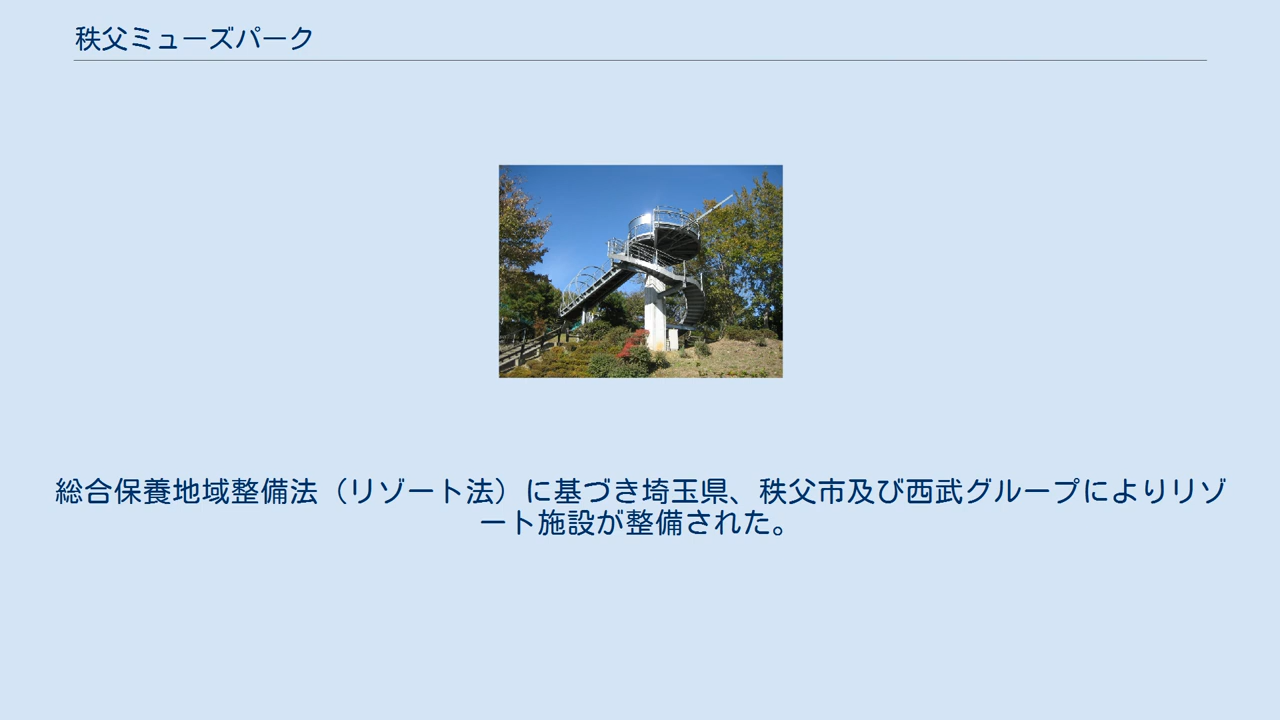 秩父ミューズパーク
総合保養地域整備法（リゾート法）に基づき埼玉県、秩父市及び西武グループによりリゾ
ート施設が整備された。